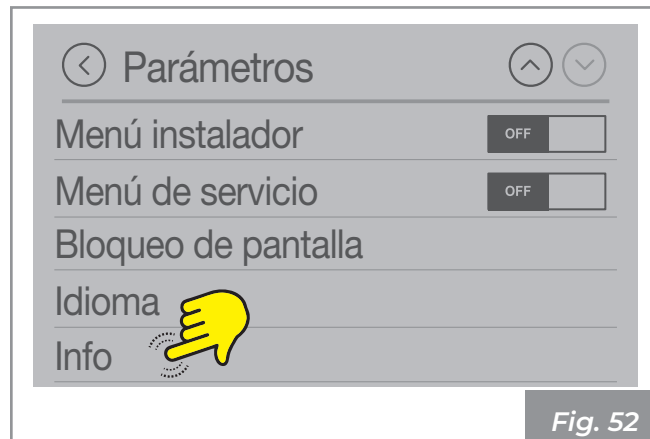 Parámetros
Menú instalador OFF
Menú de servicio OFF
Bloqueo de pantalla
Idioma
Info
Fig. 52